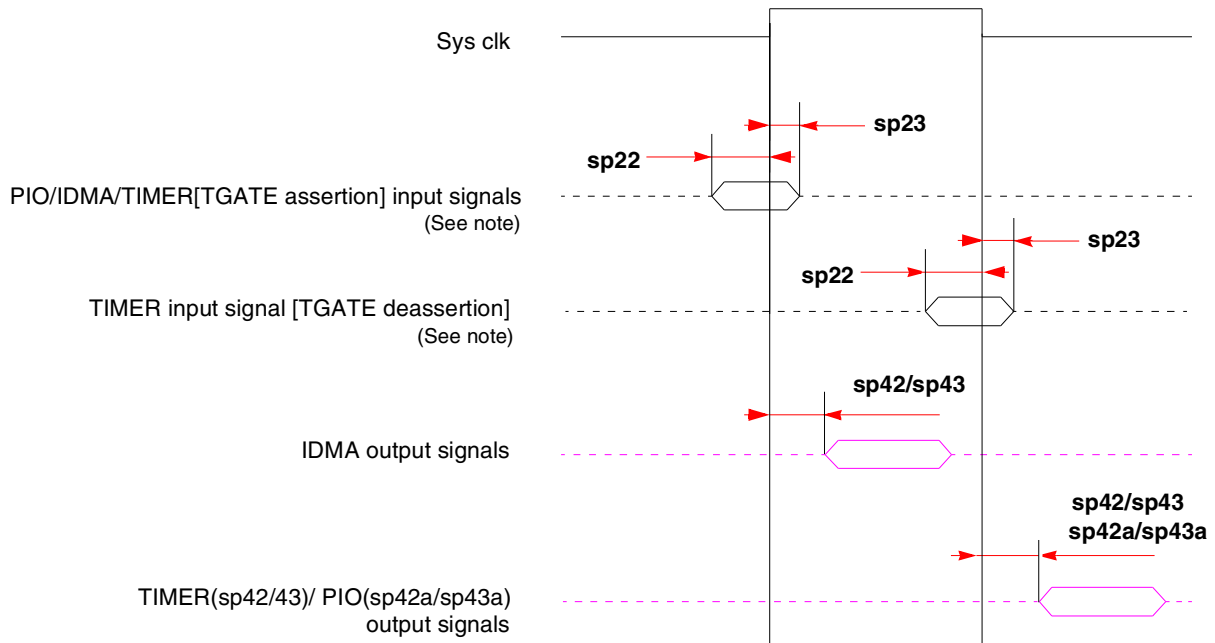 Sys clk
sp23
sp22
PIO/IDMA/TIMER[TGATE assertion] input signals
(See note)
sp23
sp22
TIMER input signal [TGATE deassertion]
(See note)
sp42/sp43
IDMA output signals
sp42/sp43
sp42a/sp43a
TIMER(sp42/43)/ PIO(sp42a/sp43a)
output signals